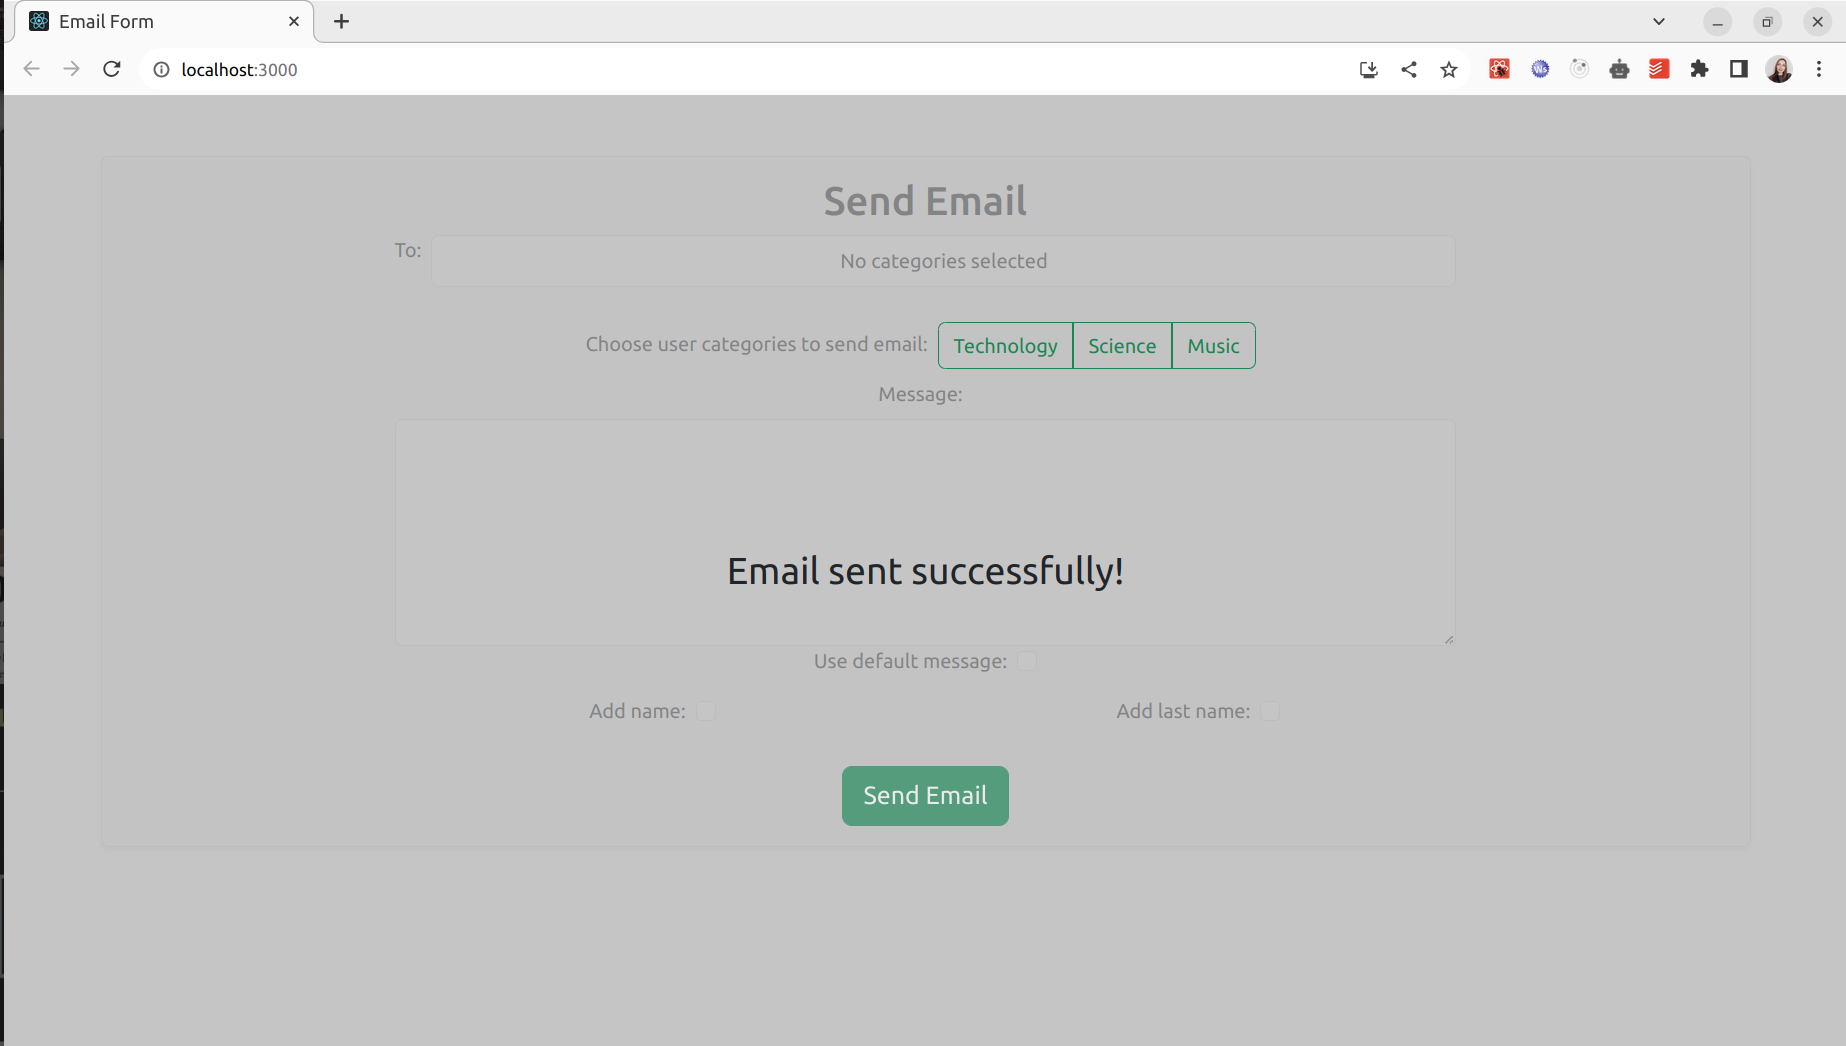 Email Form
localhost:3000
Ws
Send Email
To:
No categories selected
Choose user categories to send email: Technology Science Music
Message:
Email sent successfully!
Use default message:
Add name: Add last name:
Send Email